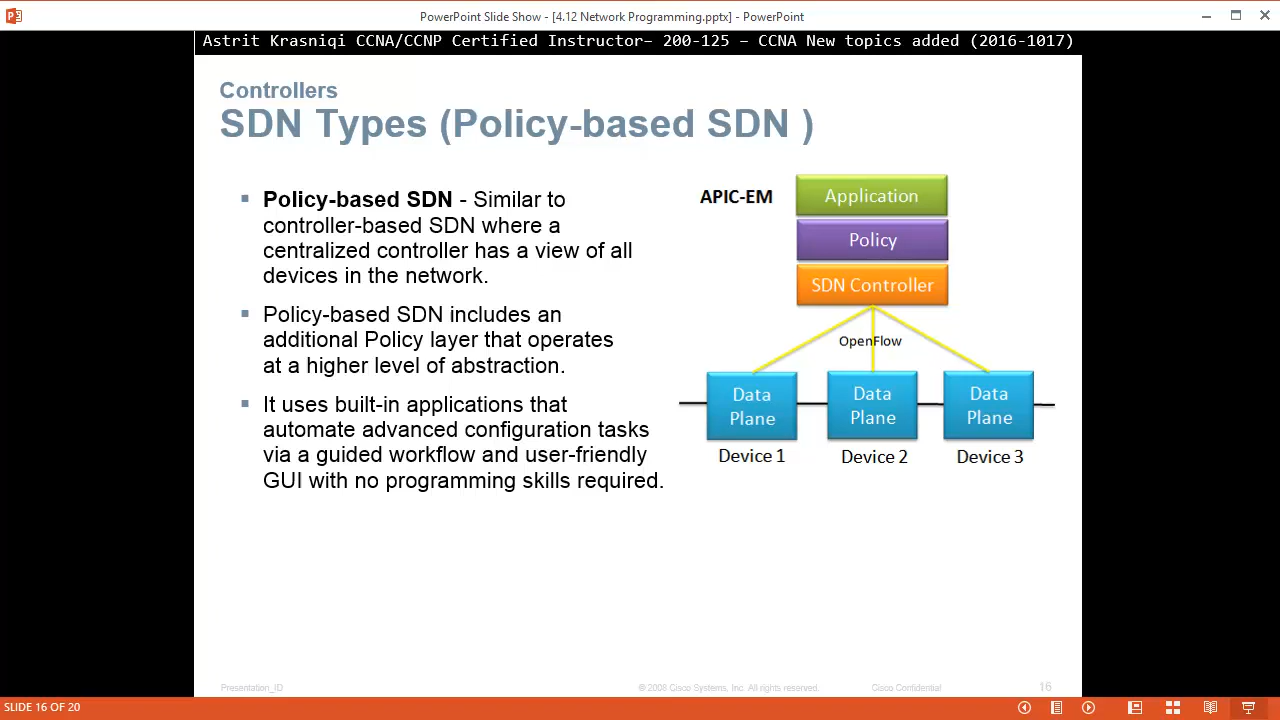 PowerPoint Slide Show - [4.12 Network Programming.pptx] - PowerPoint
Astrit Krasniqi CCNA/CCNP Certified Instructor– 200-125 – CCNA New topics added (2016-1017)
Controllers
SDN Types (Policy-based SDN )
Policy-based SDN - Similar to
controller-based SDN where a
centralized controller has a view of all
devices in the network.
Policy-based SDN includes an
additional Policy layer that operates
at a higher level of abstraction.
It uses built-in applications that
automate advanced configuration tasks
via a guided workflow and user-friendly
GUI with no programming skills required.
APIC-EM
Application
Policy
SDN Controller
OpenFlow
Data
Plane
Data
Plane
Data
Plane
Device 1
Device 2
Device 3
Presentation_ID
© 2008 Cisco Systems, Inc. All rights reserved.
Cisco Confidential
16
SLIDE 16 OF 20